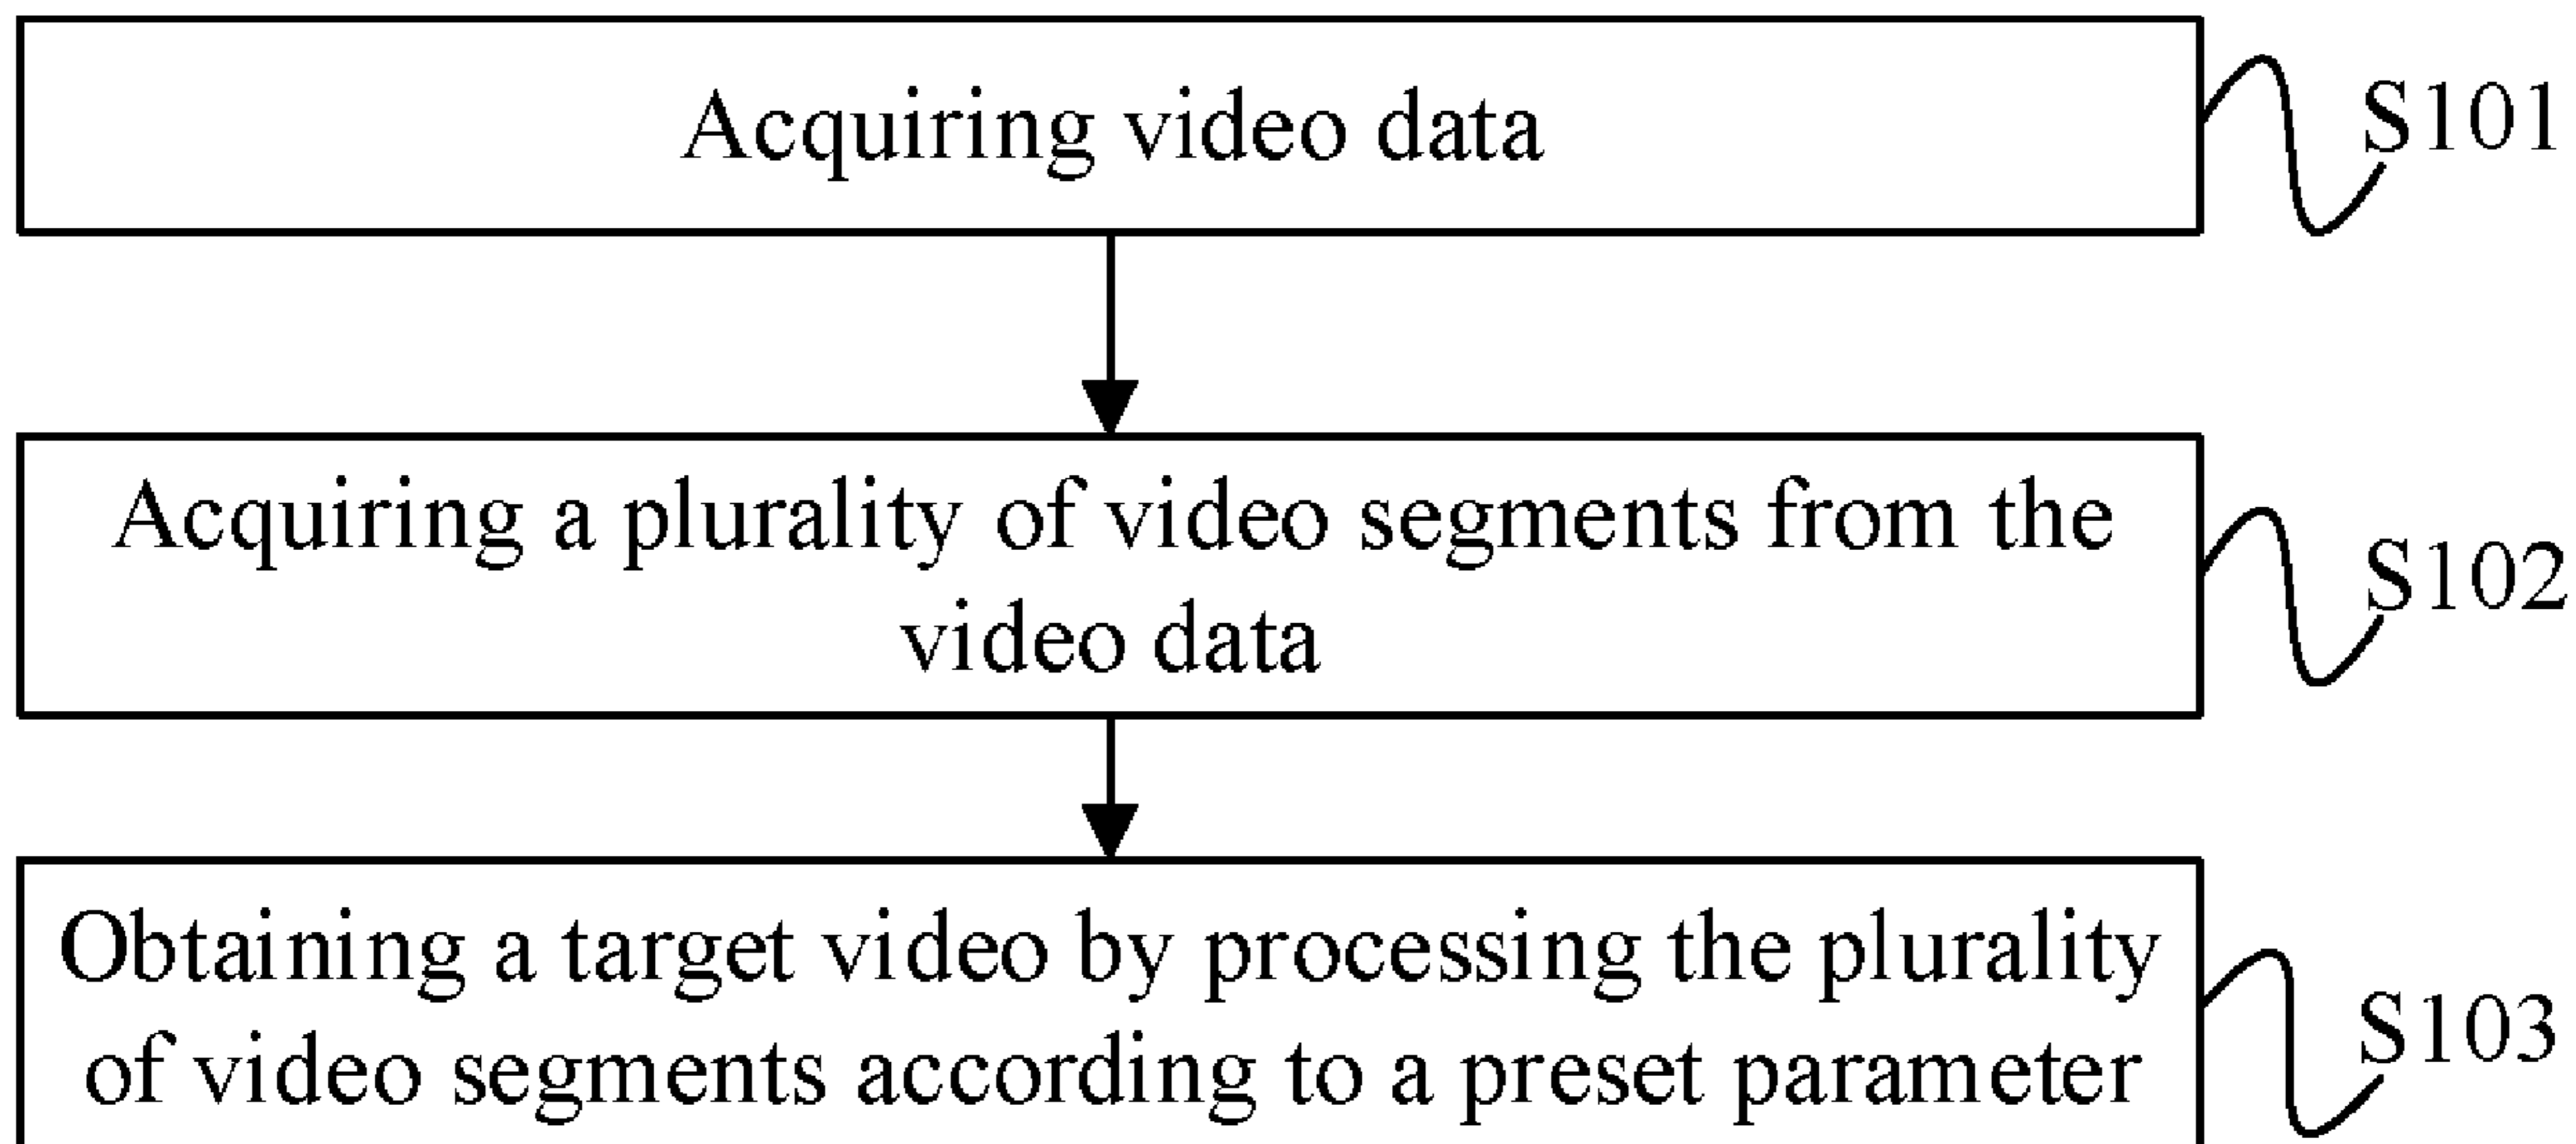 Acquiring video data
S101
Acquiring a plurality of video segments from the
video data
S102
Obtaining a target video by processing the plurality
of video segments according to a preset parameter
S103